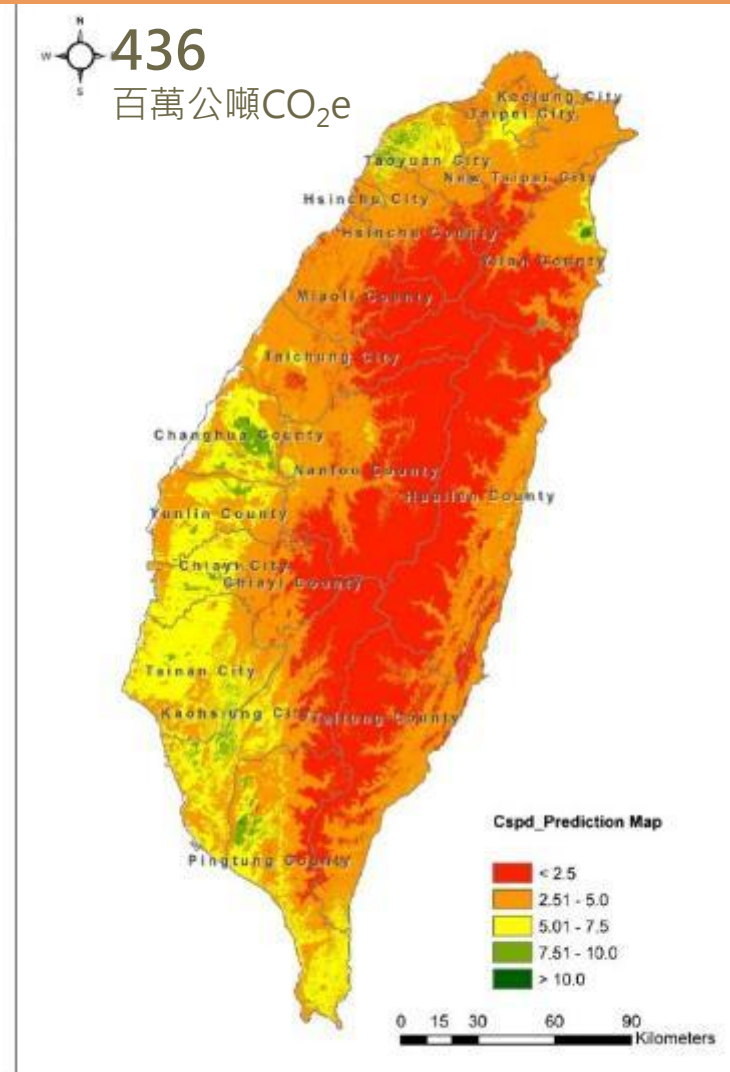 N
W
S
436
百萬公噸CO₂e
Keelung City
Taipei City
Taoyuan City
New Taipei City
Hsinchu City
Hsinchu County
Yilan County
Miaoli County
Taichung City
Changhua County
Nantou County
Hualien County
Yunlin County
Chiayi City
Chiayi County
Tainan City
Kaohsiung City
Taitung County
Pingtung County
Cspd_Prediction Map
< 2.5
2.51 - 5.0
5.01 - 7.5
7.51 - 10.0
> 10.0
0 15 30 60 90
Kilometers